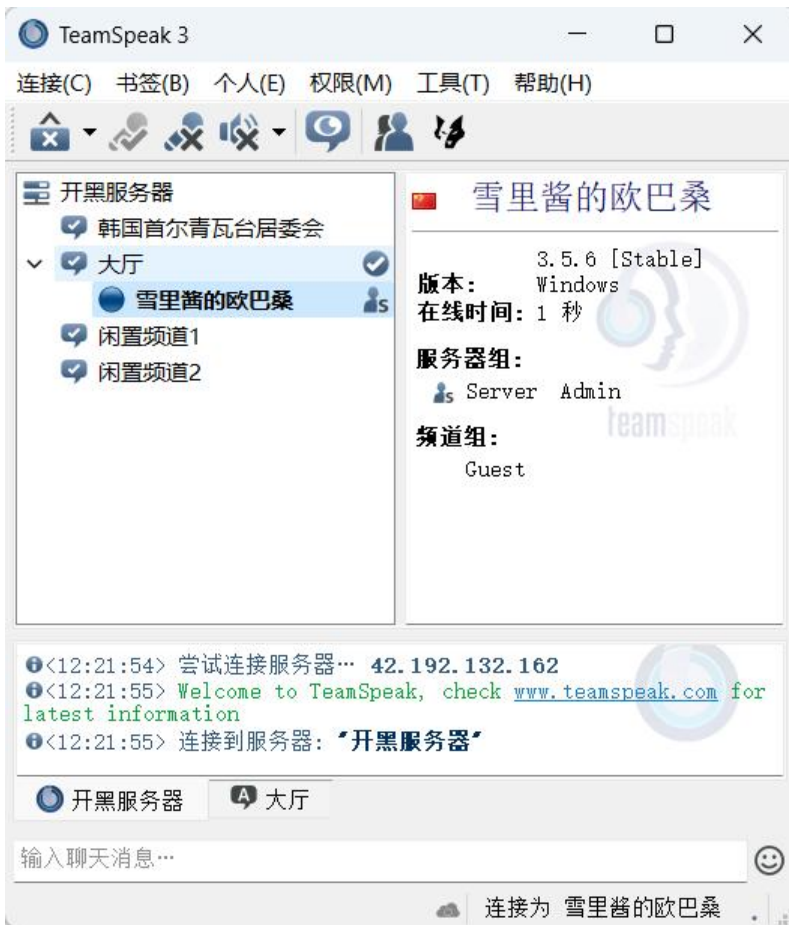 TeamSpeak 3
连接(C) 书签(B) 个人(E) 权限(M) 工具(T) 帮助(H)
开黑服务器
韩国首尔青瓦台居委会
大厅
雪里酱的欧巴桑
闲置频道1
闲置频道2
雪里酱的欧巴桑
版本: 3.5.6 [Stable]
Windows
在线时间: 1 秒
服务器组:
Server Admin
频道组:
Guest
teamspeak
<12:21:54> 尝试连接服务器… 42.192.132.162
<12:21:55> Welcome to TeamSpeak, check www.teamspeak.com for
latest information
<12:21:55> 连接到服务器: "开黑服务器"
开黑服务器 大厅
输入聊天消息…
连接为 雪里酱的欧巴桑